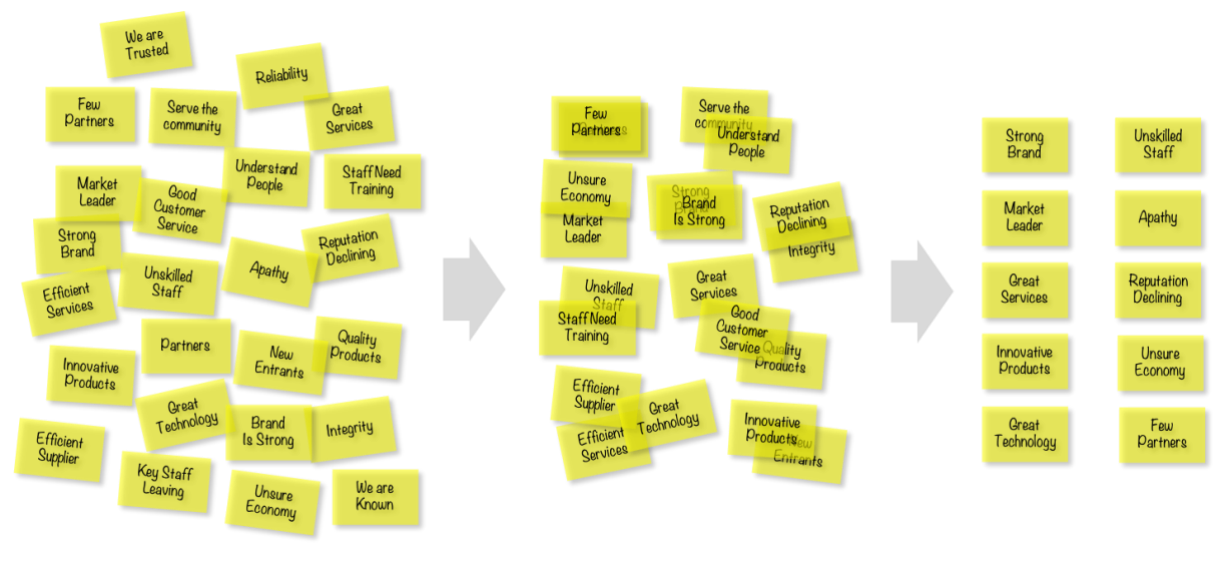 We are
Trusted
Reliability
Few
Partners
Serve the
community
Great
Services
Market
Leader
Good
Customer
Service
Understand
People
Staff Need
Training
Strong
Brand
Unskilled
Staff
Apathy
Reputation
Declining
Efficient
Services
Partners
New
Entrants
Quality
Products
Innovative
Products
Great
Technology
Brand
Is Strong
Integrity
Efficient
Supplier
Key Staff
Leaving
Unsure
Economy
We are
Known
Few
Partners
Serve the
community
Understand
People
Unsure
Economy
Market
Leader
Strong
Brand
Is Strong
Reputation
Declining
Integrity
Unskilled
Staff
Staff Need
Training
Great
Services
Good
Customer
Service
Quality
Products
Efficient
Supplier
Great
Technology
Efficient
Services
Innovative
Products
New
Entrants
Strong
Brand
Unskilled
Staff
Market
Leader
Apathy
Great
Services
Reputation
Declining
Innovative
Products
Unsure
Economy
Great
Technology
Few
Partners